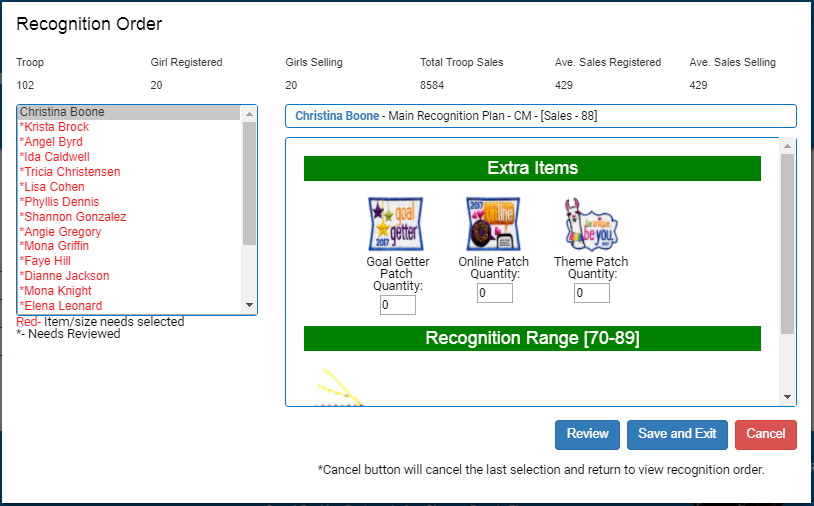 Recognition Order
Troop Girl Registered Girls Selling Total Troop Sales Ave. Sales Registered Ave. Sales Selling
102 20 20 8584 429 429
Christina Boone
*Krista Brock
*Angel Byrd
*Ida Caldwell
*Tricia Christensen
*Lisa Cohen
*Phyllis Dennis
*Shannon Gonzalez
*Angie Gregory
*Mona Griffin
*Faye Hill
*Dianne Jackson
*Mona Knight
*Elena Leonard
Red- Item/size needs selected
*- Needs Reviewed
Christina Boone - Main Recognition Plan - CM - [Sales - 88]
Extra Items
goal
getter
2017
Goal Getter
Patch
Quantity:
0
2017
online
Online Patch
Quantity:
0
be unique.
be you.
Theme Patch
Quantity:
0
Recognition Range [70-89]
Review Save and Exit Cancel
*Cancel button will cancel the last selection and return to view recognition order.